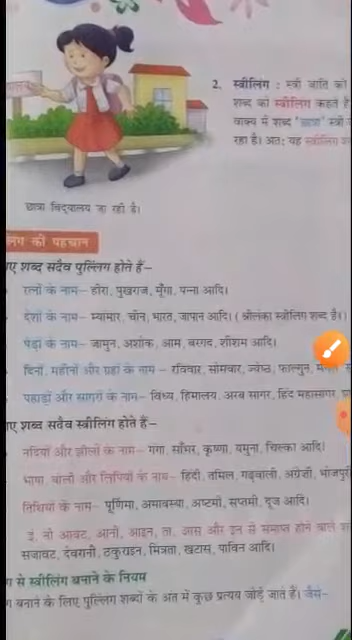 2. स्त्रीलिंग : स्त्री जाति को
शब्द को स्त्रीलिंग कहते हैं
वाक्य में शब्द "छात्रा" स्त्री
रहा है। अतः यह स्त्रीलिंग
छात्रा विद्यालय जा रही है।
लिंग की पहचान
ए शब्द सदैव पुल्लिंग होते हैं–
रत्नों के नाम– हीरा, पुखराज, मूँगा, पन्ना आदि।
देशों के नाम– म्यांमार, चीन, भारत, जापान आदि। ( श्रीलंका स्त्रीलिंग शब्द है।)
पेड़ों के नाम– जामुन, अशोक, आम, बरगद, शीशम आदि।
दिनों, महीनों और ग्रहों के नाम – रविवार, सोमवार, ज्येष्ठ, फाल्गुन,
पहाड़ों और सागरों के नाम– विंध्य, हिमालय, अरब सागर, हिंद महासागर,
ए शब्द सदैव स्त्रीलिंग होते हैं–
नदियों और झीलों के नाम– गंगा, साँभर, कृष्णा, यमुना, चिल्का आदि।
भाषा बोली और लिपियों के नाम– हिंदी, तमिल, गढ़वाली, अंग्रेजी, भोजपुरी
तिथियों के नाम– पूर्णिमा, अमावस्या, अष्टमी, सप्तमी, दूज आदि।
ई, नी आवट, आनी, आइन, ता, आस और इन से समाप्त होने वाले
सजावट, देवरानी, ठकुराइन, मित्रता, खटास, पापिन आदि।
ग से स्त्रीलिंग बनाने के नियम
ग बनाने के लिए पुल्लिंग शब्दों के अंत में कुछ प्रत्यय जोड़े जाते हैं। जैसे–